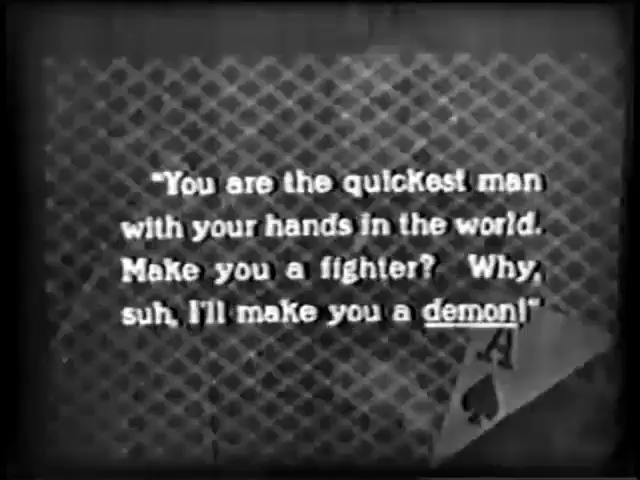 "You are the quickest man
with your hands in the world.
Make you a fighter? Why,
suh, I'll make you a demon!"
A